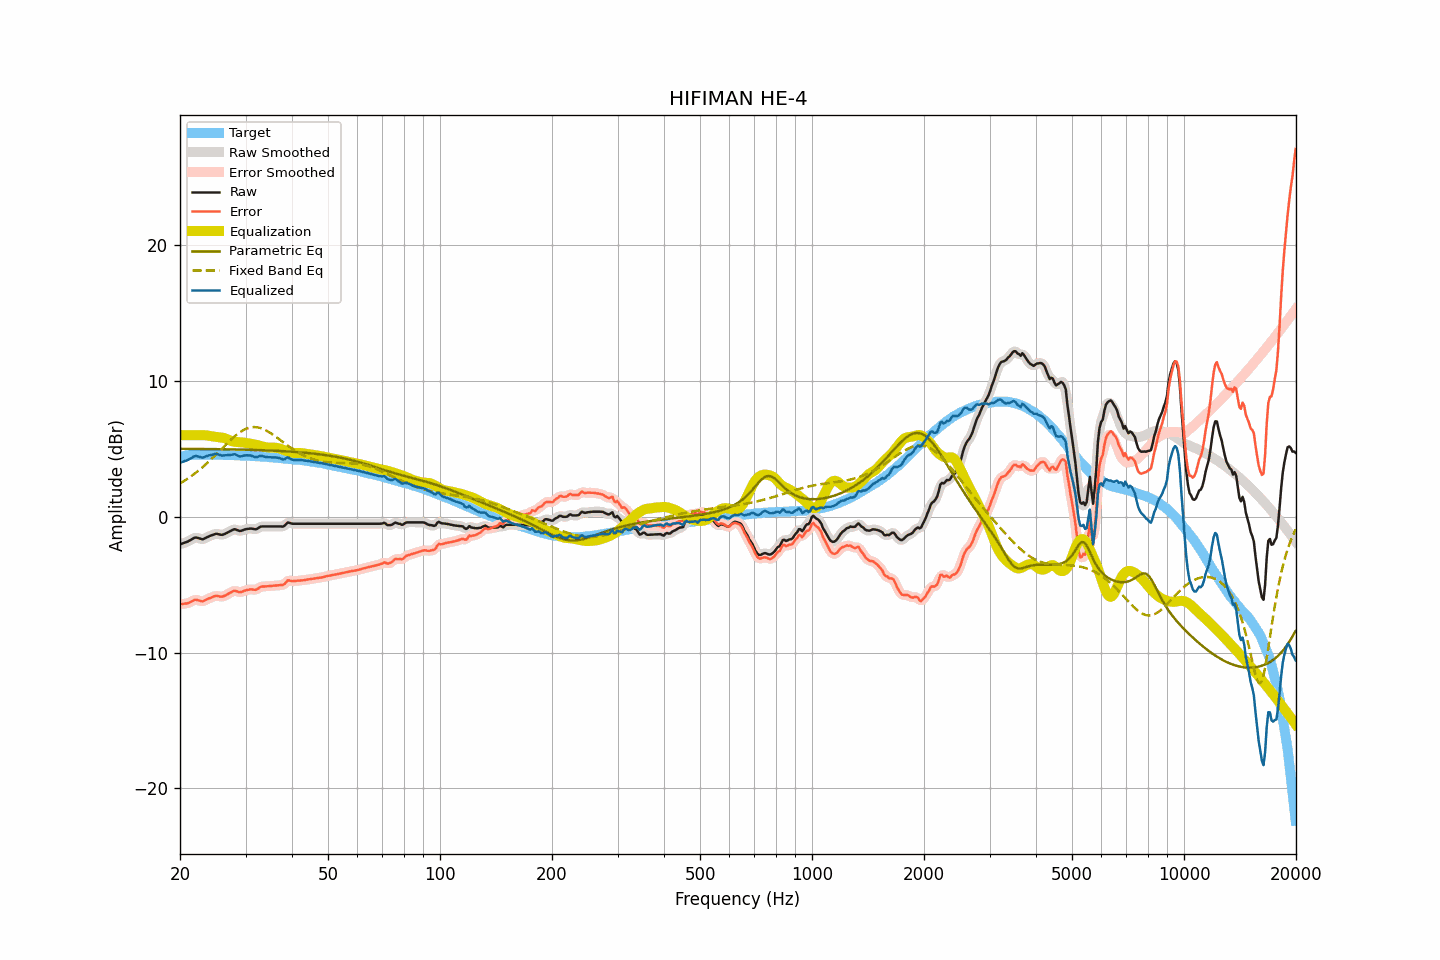 HIFIMAN HE-4
Target
Raw Smoothed
Error Smoothed
Raw
Error
Equalization
Parametric Eq
Fixed Band Eq
Equalized
Amplitude (dBr)
20
10
0
−10
−20
20 50 100 200 500 1000 2000 5000 10000 20000
Frequency (Hz)